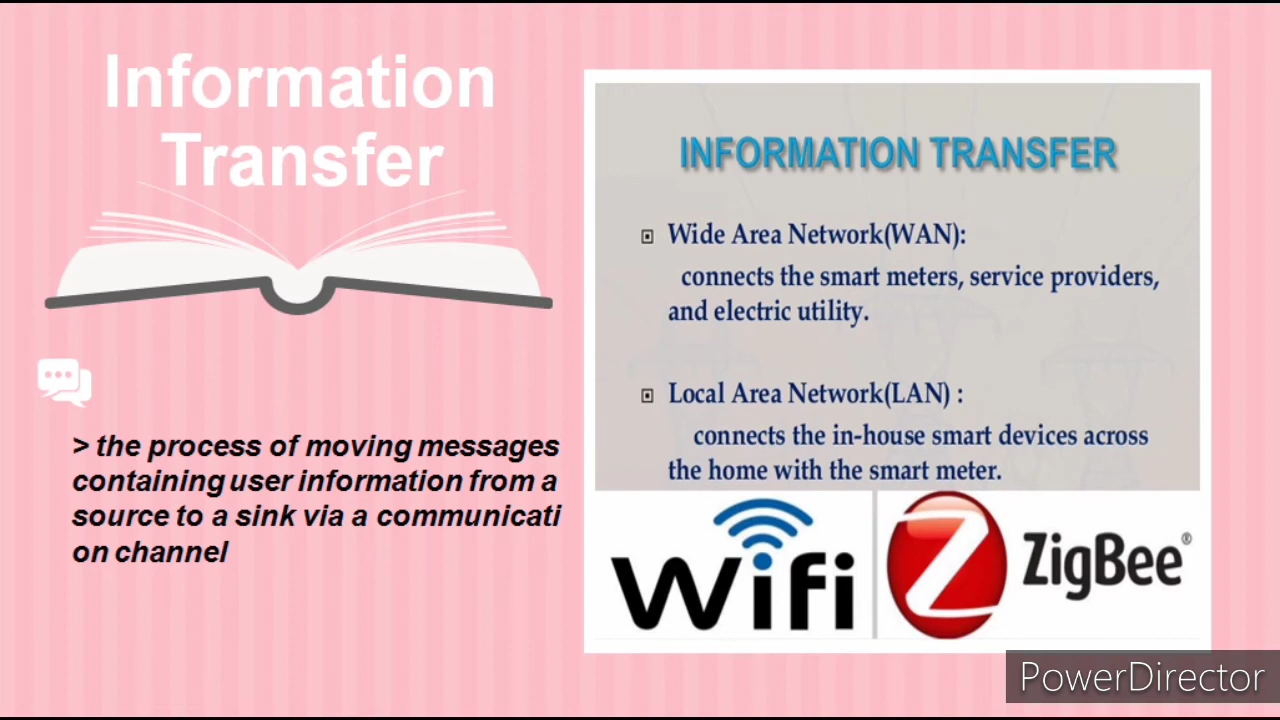 Information
Transfer
> the process of moving messages
containing user information from a
source to a sink via a communicati
on channel
INFORMATION TRANSFER
Wide Area Network(WAN):
connects the smart meters, service providers,
and electric utility.
Local Area Network(LAN) :
connects the in-house smart devices across
the home with the smart meter.
Wifi
ZigBee®
PowerDirector